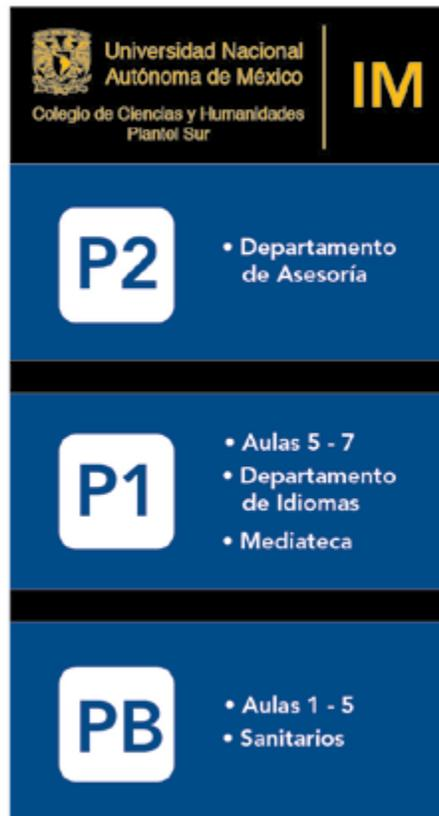 Universidad Nacional
Autónoma de México
Colegio de Ciencias y Humanidades
Plantel Sur
IM
P2
• Departamento
de Asesoría
P1
• Aulas 5 - 7
• Departamento
de Idiomas
• Mediateca
PB
• Aulas 1 - 5
• Sanitarios